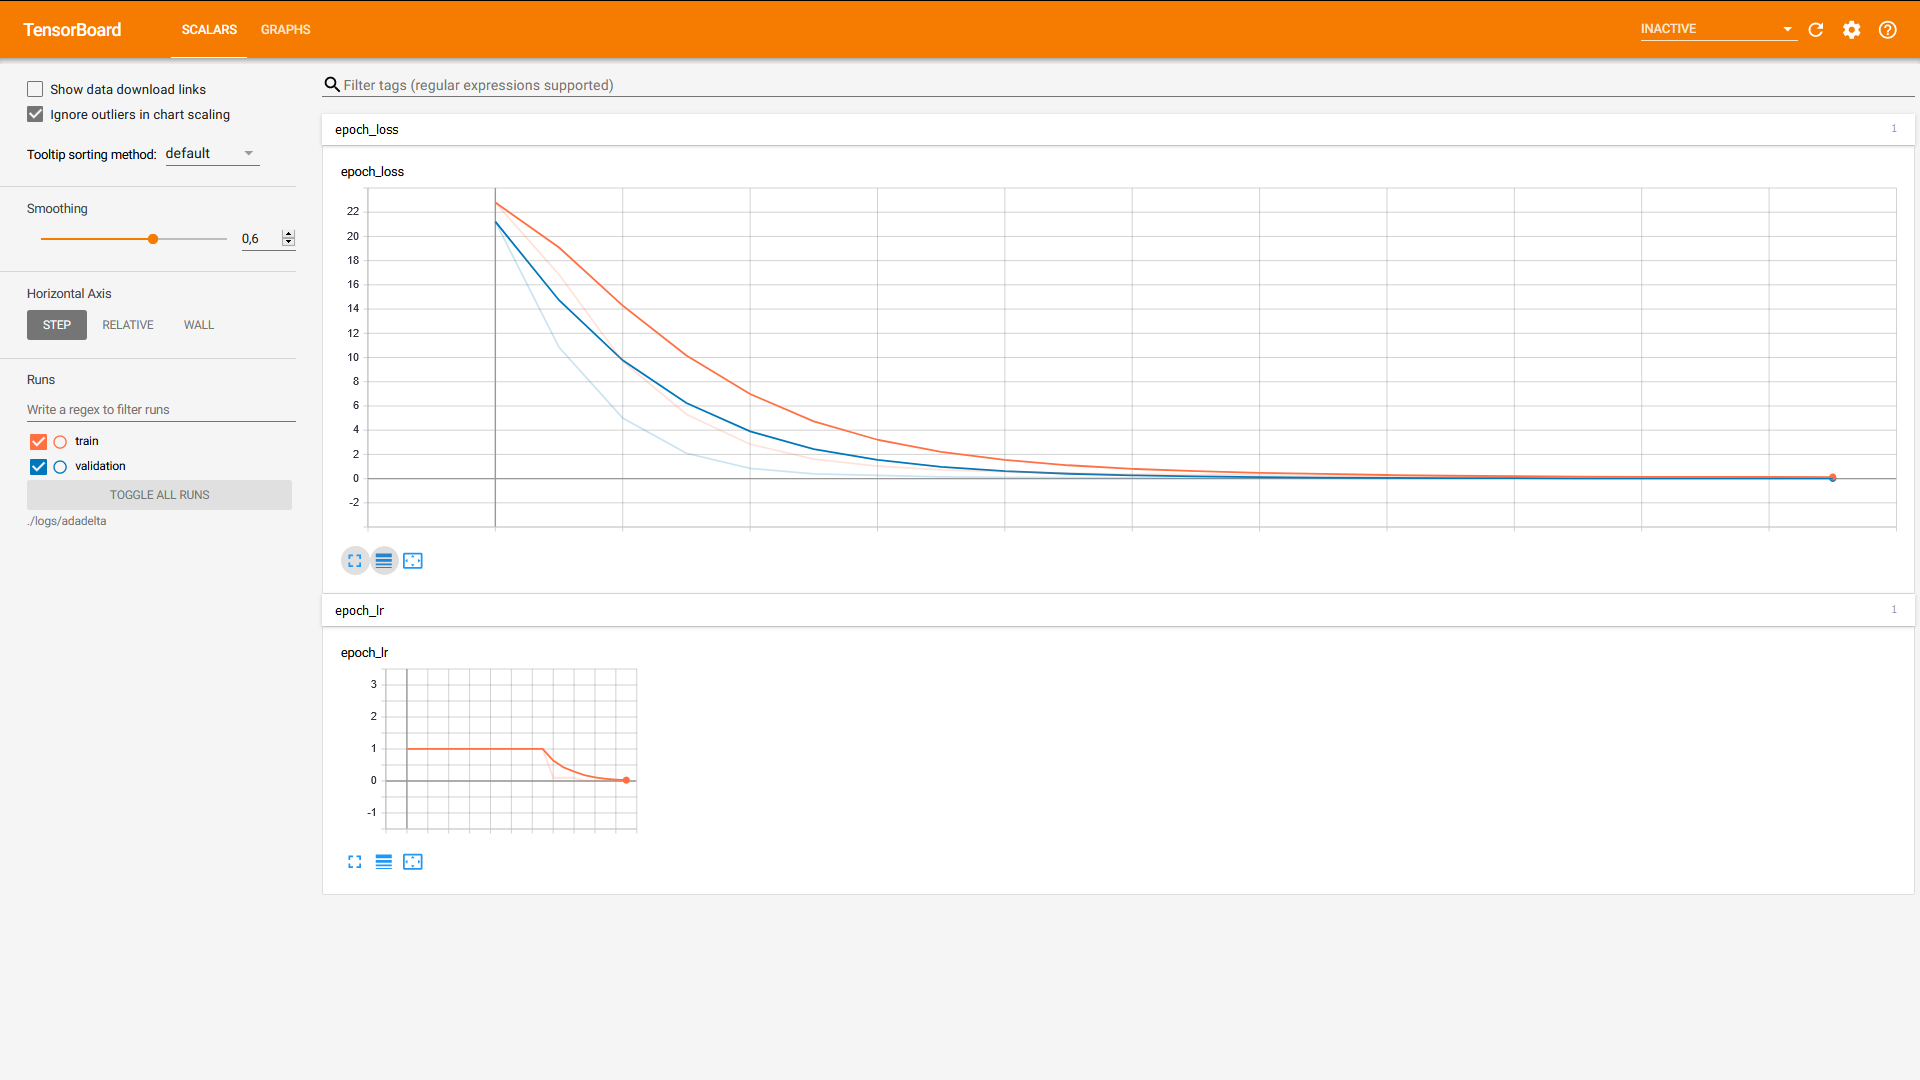 TensorBoard
SCALARS GRAPHS
INACTIVE
Show data download links
Ignore outliers in chart scaling
Tooltip sorting method: default
Smoothing
0,6
Horizontal Axis
STEP RELATIVE WALL
Runs
Write a regex to filter runs
train
validation
TOGGLE ALL RUNS
./logs/adadelta
Filter tags (regular expressions supported)
epoch_loss 1
epoch_loss
22
20
18
16
14
12
10
8
6
4
2
0
-2
epoch_lr 1
epoch_lr
3
2
1
0
-1